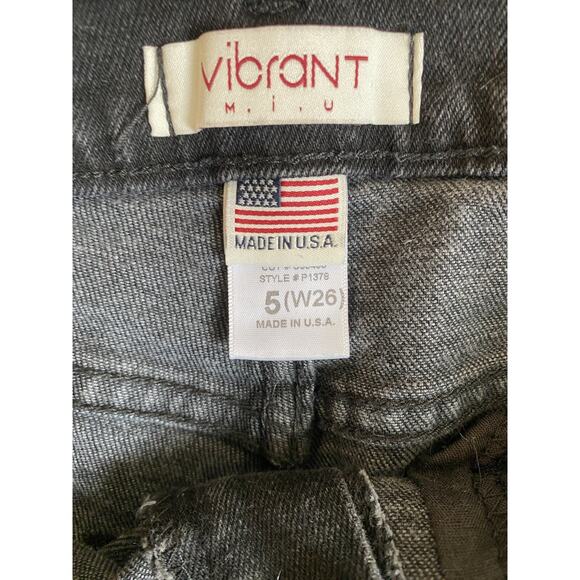 vibraNT
M.i.U
MADE IN U.S.A.
STYLE # P1378
5 (W26)
MADE IN U.S.A.